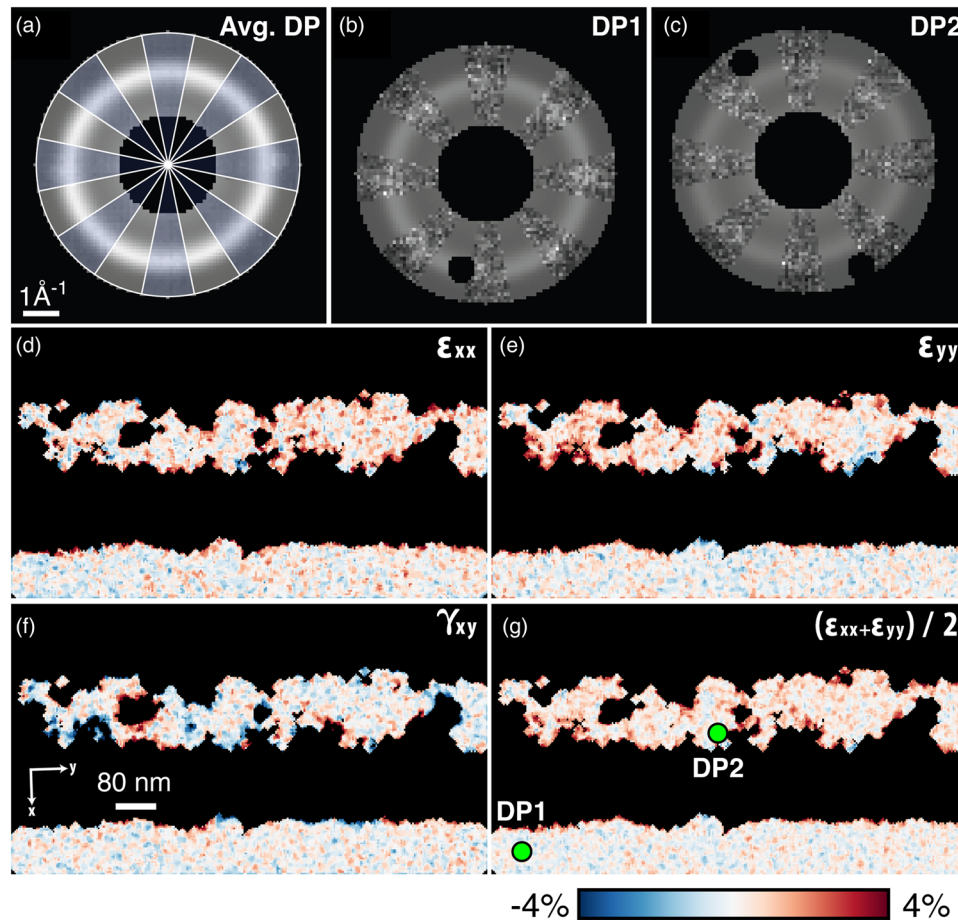 (a) Avg. DP
(b) DP1
(c) DP2
1Å⁻¹
(d) εxx
(e) εyy
(f) γxy
(g) (εxx+εyy) / 2
y
x
80 nm
DP2
DP1
-4% 4%